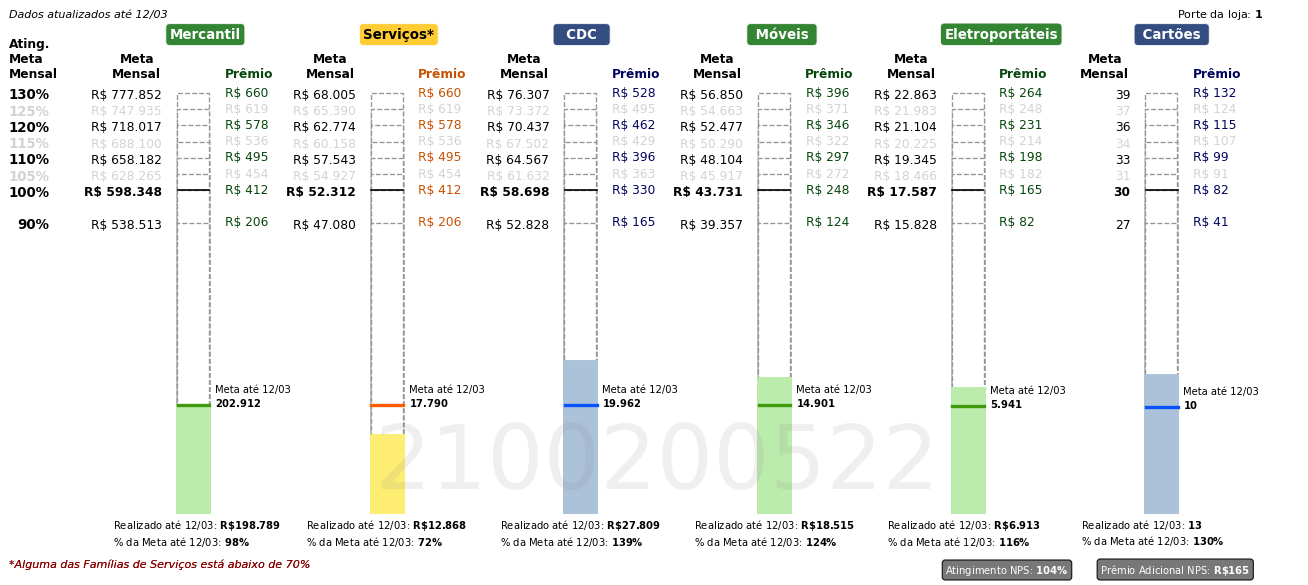 Dados atualizados até 12/03 Porte da loja: 1
Mercantil Serviços* CDC Móveis Eletroportáteis Cartões
Ating. Meta Mensal Meta Mensal Prêmio Meta Mensal Prêmio Meta Mensal Prêmio Meta Mensal Prêmio Meta Mensal Prêmio Meta Mensal Prêmio
130% R$ 777.852 R$ 660 R$ 68.005 R$ 660 R$ 76.307 R$ 528 R$ 56.850 R$ 396 R$ 22.863 R$ 264 39 R$ 132
125% R$ 747.935 R$ 619 R$ 65.390 R$ 619 R$ 73.372 R$ 495 R$ 54.663 R$ 371 R$ 21.983 R$ 248 37 R$ 124
120% R$ 718.017 R$ 578 R$ 62.774 R$ 578 R$ 70.437 R$ 462 R$ 52.477 R$ 346 R$ 21.104 R$ 231 36 R$ 115
115% R$ 688.100 R$ 536 R$ 60.158 R$ 536 R$ 67.502 R$ 429 R$ 50.290 R$ 322 R$ 20.225 R$ 214 34 R$ 107
110% R$ 658.182 R$ 495 R$ 57.543 R$ 495 R$ 64.567 R$ 396 R$ 48.104 R$ 297 R$ 19.345 R$ 198 33 R$ 99
105% R$ 628.265 R$ 454 R$ 54.927 R$ 454 R$ 61.632 R$ 363 R$ 45.917 R$ 272 R$ 18.466 R$ 182 31 R$ 91
100% R$ 598.348 R$ 412 R$ 52.312 R$ 412 R$ 58.698 R$ 330 R$ 43.731 R$ 248 R$ 17.587 R$ 165 30 R$ 82
90% R$ 538.513 R$ 206 R$ 47.080 R$ 206 R$ 52.828 R$ 165 R$ 39.357 R$ 124 R$ 15.828 R$ 82 27 R$ 41
Meta até 12/03 Meta até 12/03 Meta até 12/03 Meta até 12/03 Meta até 12/03 Meta até 12/03
202.912 17.790 19.962 14.901 5.941 10
2100200522
Realizado até 12/03: R$198.789 Realizado até 12/03: R$12.868 Realizado até 12/03: R$27.809 Realizado até 12/03: R$18.515 Realizado até 12/03: R$6.913 Realizado até 12/03: 13
% da Meta até 12/03: 98% % da Meta até 12/03: 72% % da Meta até 12/03: 139% % da Meta até 12/03: 124% % da Meta até 12/03: 116% % da Meta até 12/03: 130%
*Alguma das Famílias de Serviços está abaixo de 70% Atingimento NPS: 104% Prêmio Adicional NPS: R$165